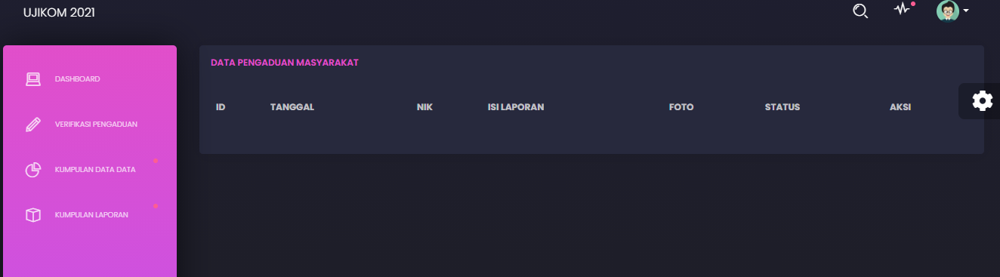 UJIKOM 2021
DASHBOARD
VERIFIKASI PENGADUAN
KUMPULAN DATA DATA
KUMPULAN LAPORAN
DATA PENGADUAN MASYARAKAT
ID TANGGAL NIK ISI LAPORAN FOTO STATUS AKSI